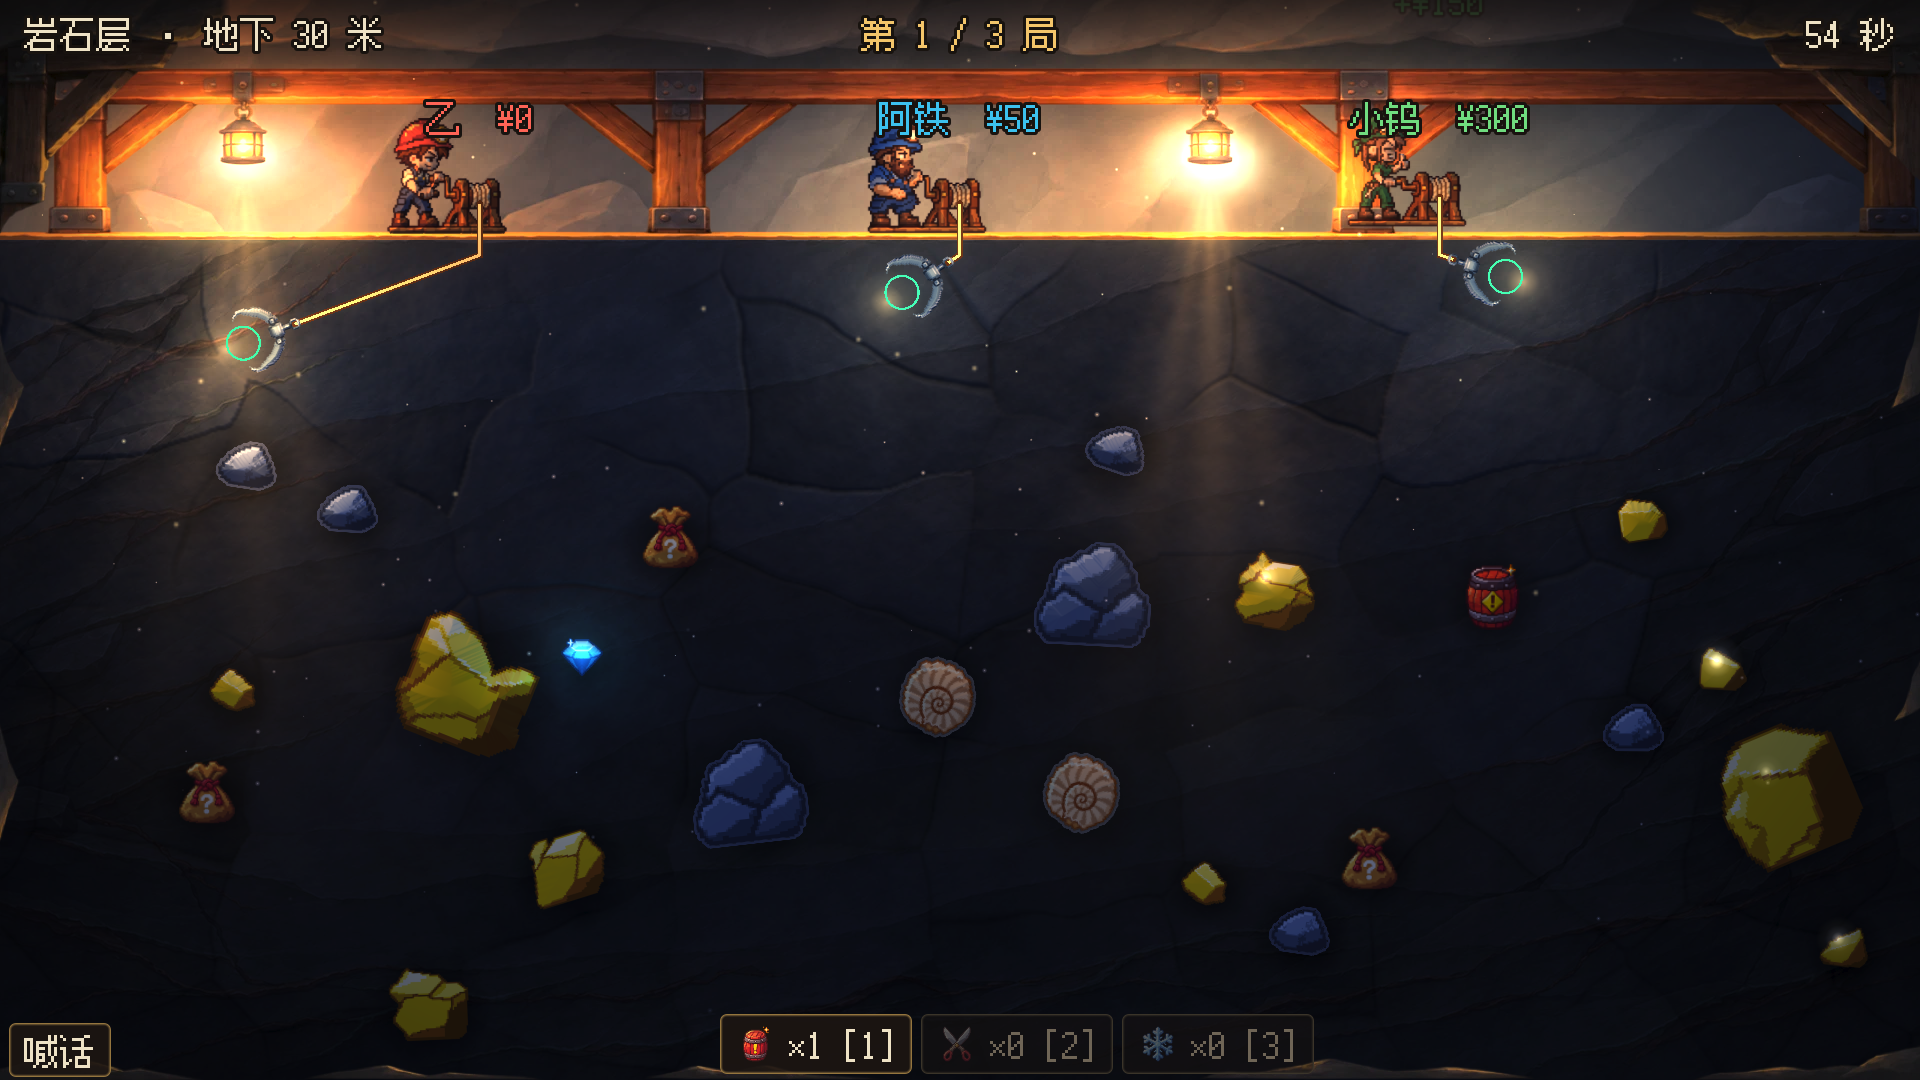 岩石层 · 地下 30 米
第 1 / 3 局
+¥150
54 秒
乙 ¥0
阿铁 ¥50
小钨 ¥300
?
!
?
?
喊话
x1 [1]
x0 [2]
x0 [3]